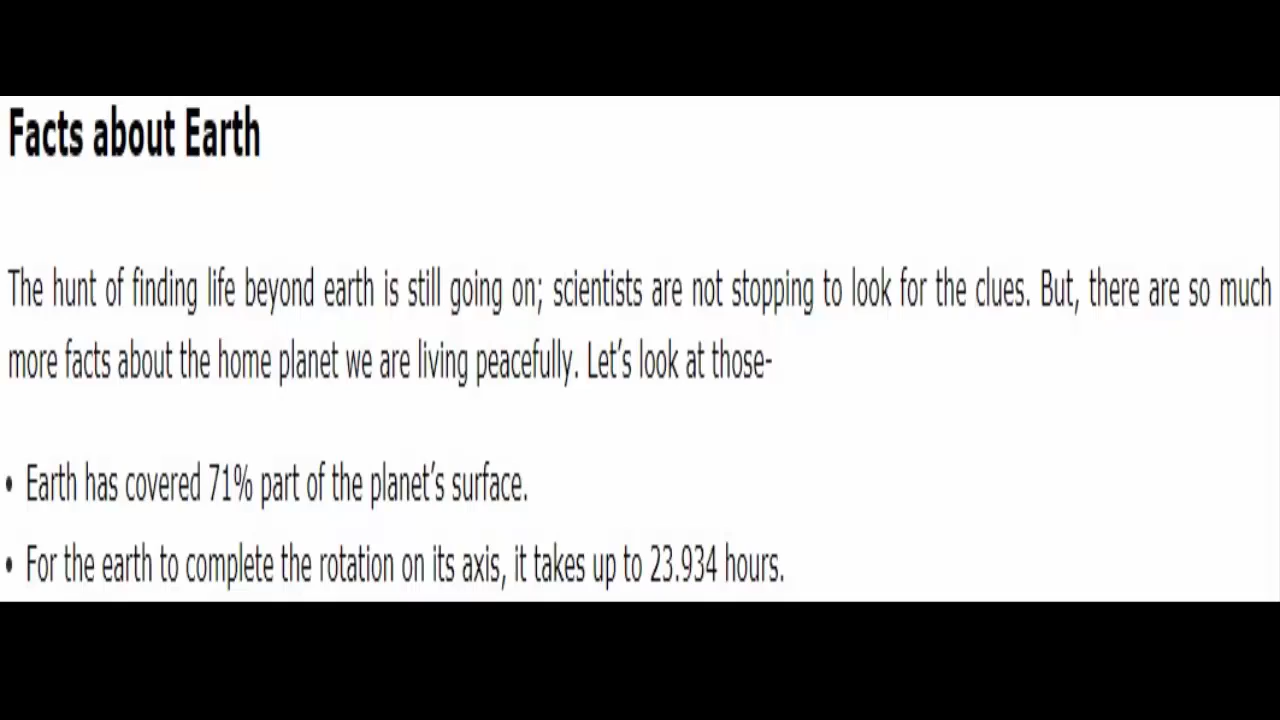 Facts about Earth
The hunt of finding life beyond earth is still going on; scientists are not stopping to look for the clues. But, there are so much
more facts about the home planet we are living peacefully. Let’s look at those-
• Earth has covered 71% part of the planet’s surface.
• For the earth to complete the rotation on its axis, it takes up to 23.934 hours.